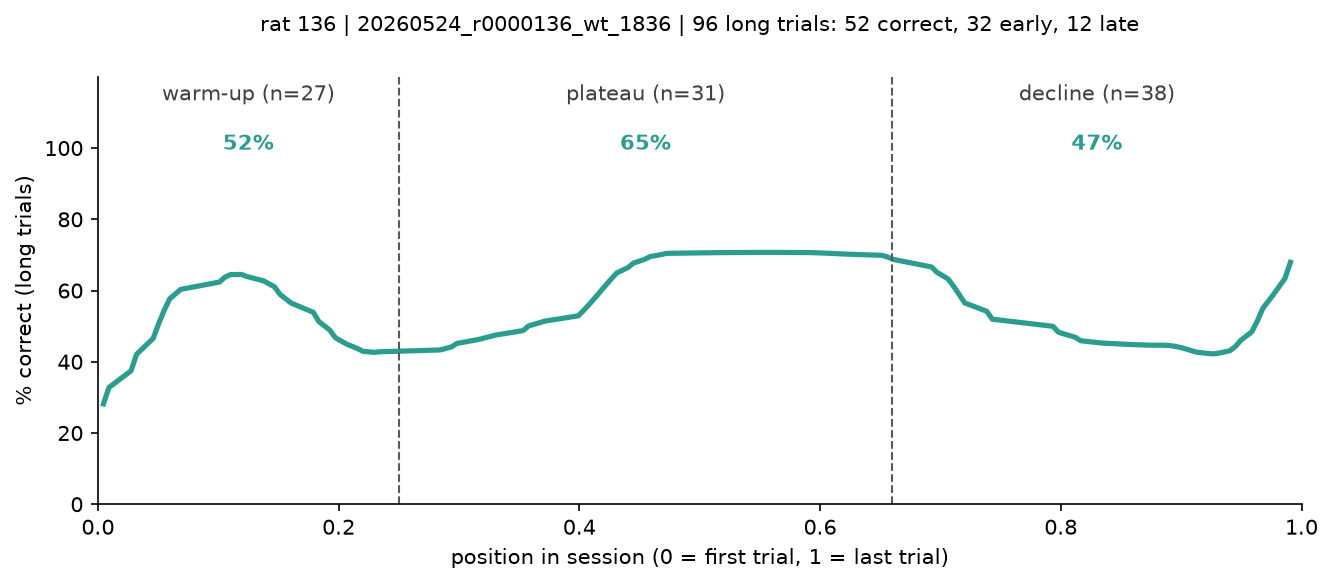 rat 136 | 20260524_r0000136_wt_1836 | 96 long trials: 52 correct, 32 early, 12 late
warm-up (n=27)
plateau (n=31)
decline (n=38)
52%
65%
47%
% correct (long trials)
100
80
60
40
20
0
0.0
0.2
0.4
0.6
0.8
1.0
position in session (0 = first trial, 1 = last trial)